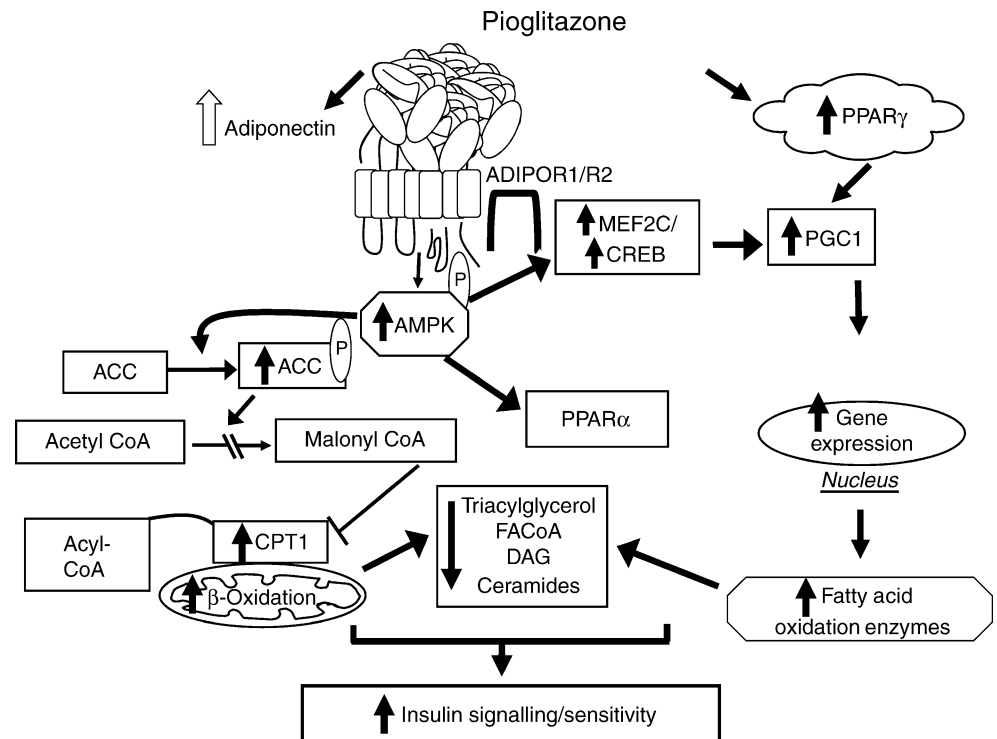 Pioglitazone
Adiponectin
PPARγ
ADIPOR1/R2
MEF2C/
CREB
PGC1
P
AMPK
P
ACC
ACC
PPARα
Acetyl CoA
Malonyl CoA
Gene
expression
Nucleus
Triacylglycerol
FACoA
DAG
Ceramides
Acyl-
CoA
CPT1
β-Oxidation
Fatty acid
oxidation enzymes
Insulin signalling/sensitivity